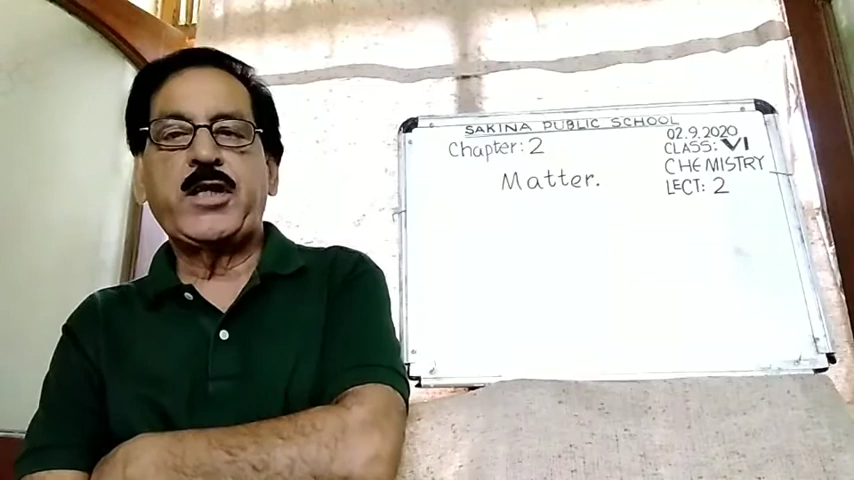 SAKINA PUBLIC SCHOOL
02.9.2020
Chapter: 2
CLASS: VI
CHEMISTRY
Matter.
LECT: 2